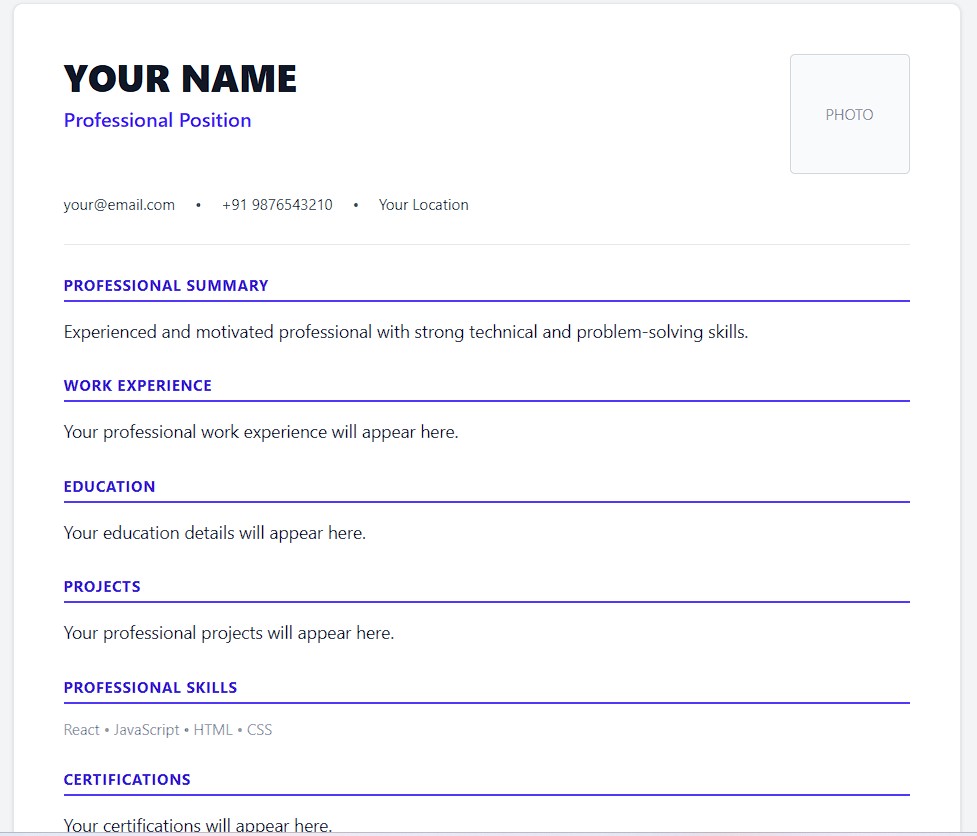 YOUR NAME
Professional Position
PHOTO
your@email.com • +91 9876543210 • Your Location
PROFESSIONAL SUMMARY
Experienced and motivated professional with strong technical and problem-solving skills.
WORK EXPERIENCE
Your professional work experience will appear here.
EDUCATION
Your education details will appear here.
PROJECTS
Your professional projects will appear here.
PROFESSIONAL SKILLS
React • JavaScript • HTML • CSS
CERTIFICATIONS
Your certifications will appear here.